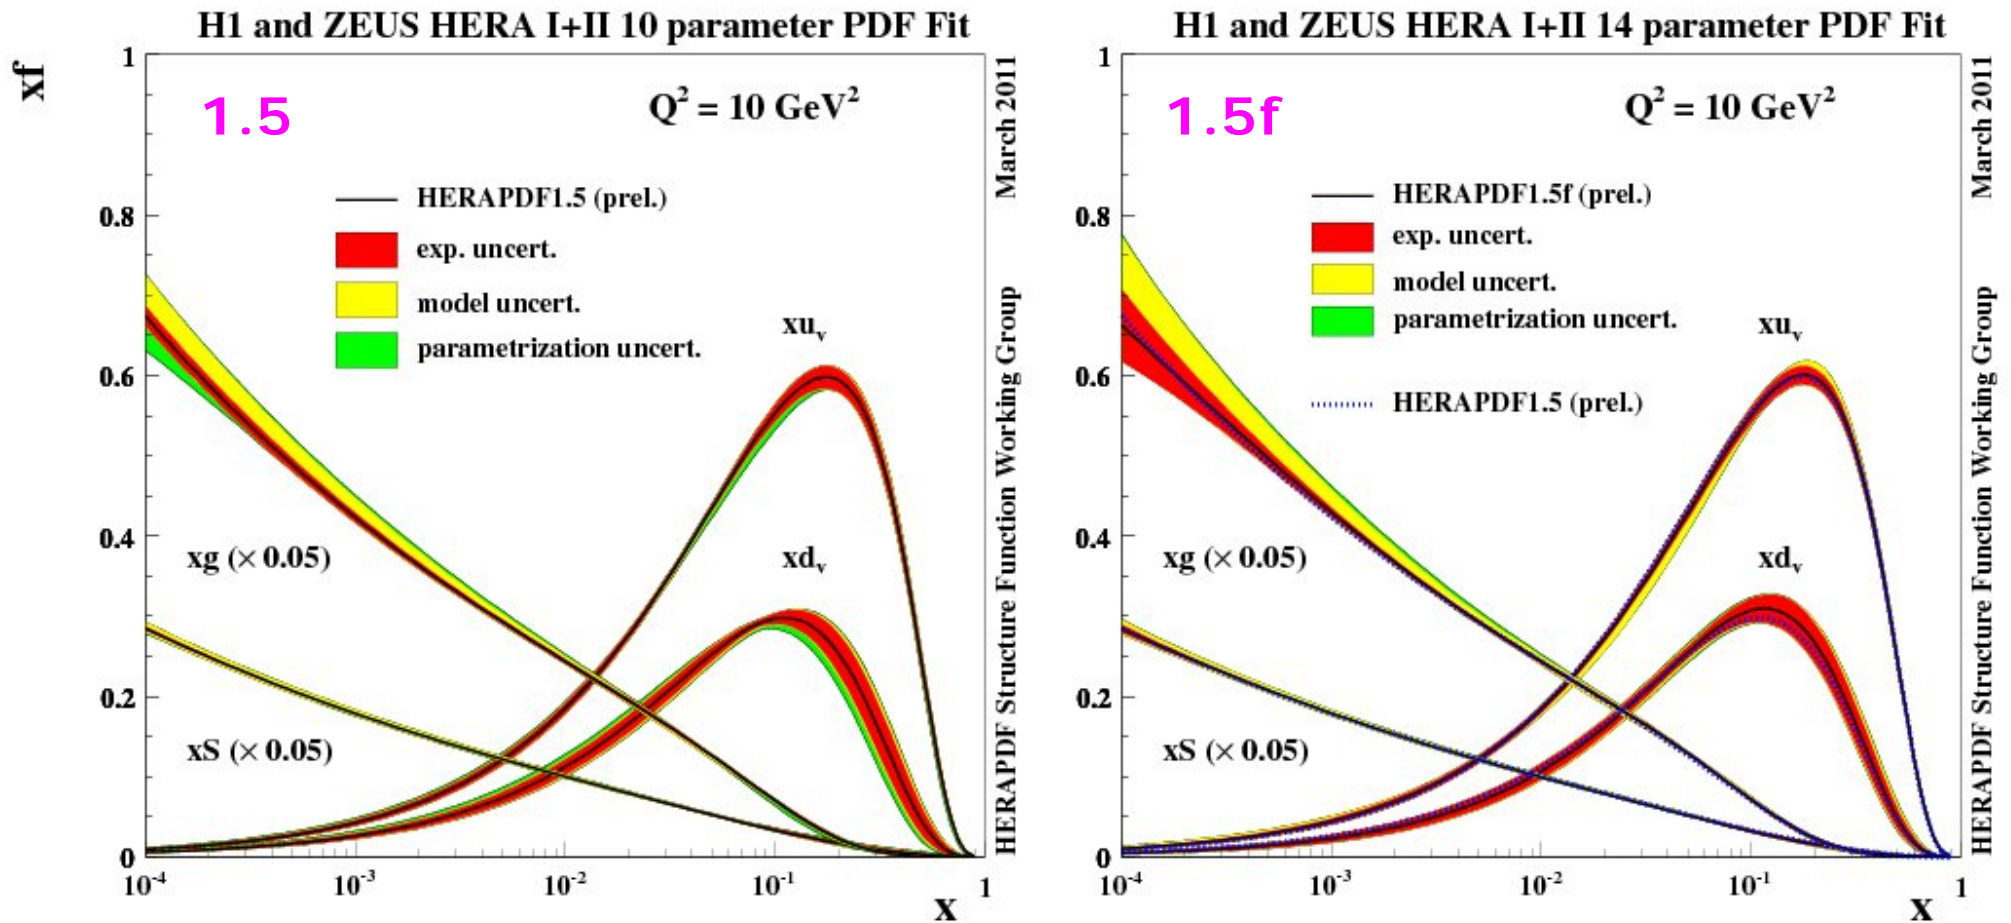 H1 and ZEUS HERA I+II 10 parameter PDF Fit
xf
1
1.5
Q² = 10 GeV²
March 2011
HERAPDF1.5 (prel.)
0.8
exp. uncert.
model uncert.
parametrization uncert.
xuᵥ
0.6
HERAPDF Structure Function Working Group
0.4
xg (× 0.05)
xdᵥ
0.2
xS (× 0.05)
0
10⁻⁴ 10⁻³ 10⁻² 10⁻¹ 1
x
H1 and ZEUS HERA I+II 14 parameter PDF Fit
1
1.5f
Q² = 10 GeV²
March 2011
HERAPDF1.5f (prel.)
0.8
exp. uncert.
model uncert.
parametrization uncert.
xuᵥ
0.6
HERAPDF1.5 (prel.)
HERAPDF Structure Function Working Group
0.4
xg (× 0.05)
xdᵥ
0.2
xS (× 0.05)
0
10⁻⁴ 10⁻³ 10⁻² 10⁻¹ 1
x